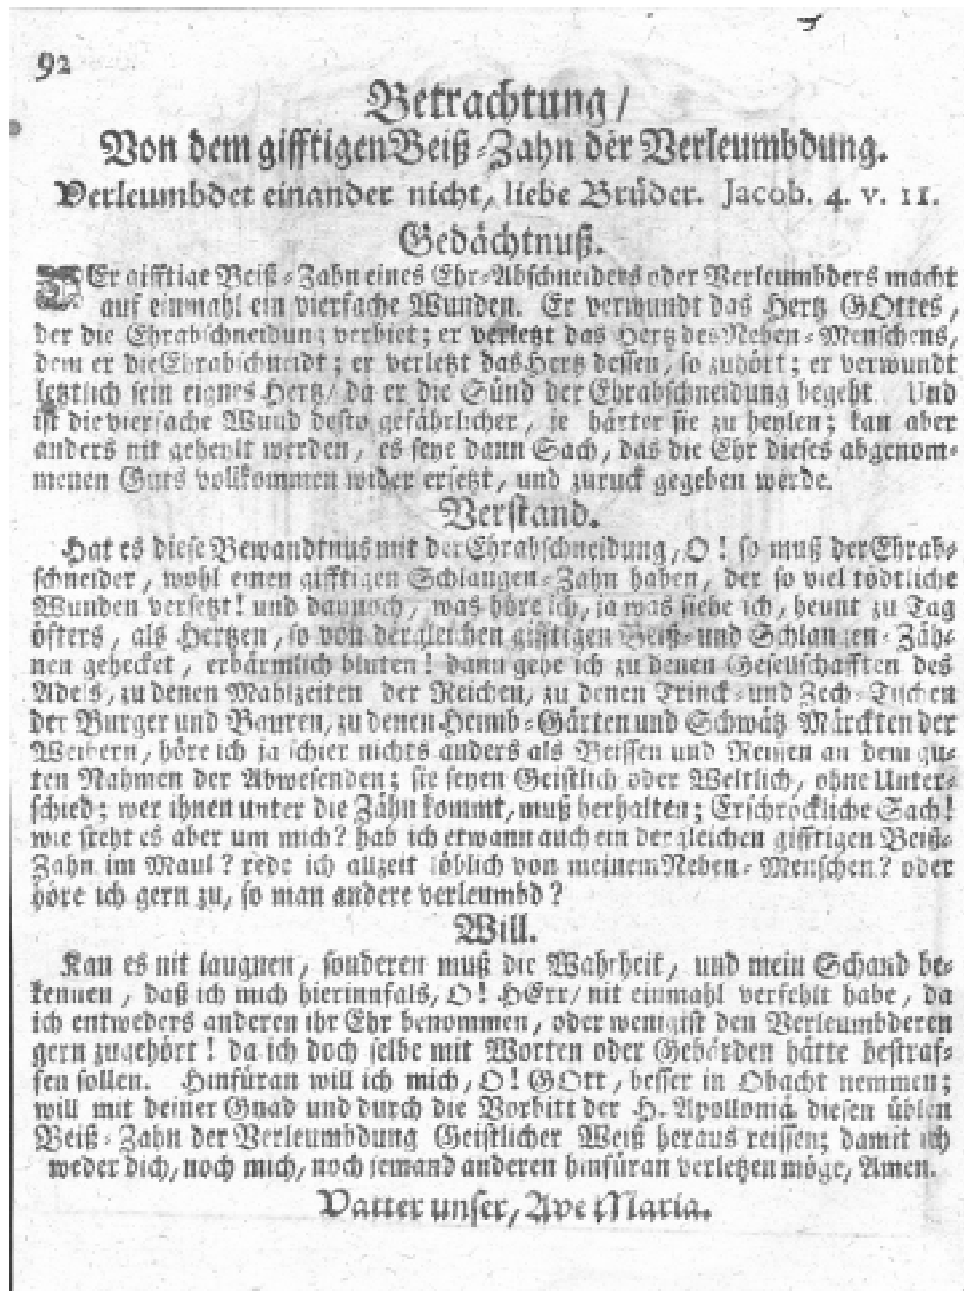 92
Betrachtung/
Von dem gifftigen Beiß-Zahn der Verleumbdung.
Verleumbdet einander nicht, liebe Brüder. Jacob. 4. v. 11.
Gedächtnuß.
DEr gifftige Beiß-Zahn eines Ehr-Abschneiders oder Verleumbders macht
auf einmahl ein vierfache Wunden. Er verwundt das Hertz GOttes,
der die Ehrabschneidung verbiet; er verletzt das Hertz des Neben-Menschens,
dem er die Ehrabschneidt; er verletzt das Hertz dessen, so zuhört; er verwundt
letztlich sein eignes Hertz/ da er die Sünd der Ehrabschneidung begeht. Und
ist die vierfache Wund desto gefährlicher, je härter sie zu heylen; kan aber
anders nit geheylt werden, es seye dann Sach, das die Ehr dieses abgenom-
menen Guts vollkommen wider ersetzt, und zuruck gegeben werde.
Verstand.
Hat es diese Bewandtnus mit der Ehrabschneidung, O! so muß der Ehrab-
schneider, wohl einen gifftigen Schlangen-Zahn haben, der so viel tödtliche
Wunden versetzt! und dannoch, was höre ich, ja was siehe ich, heunt zu Tag
öfters, als Hertzen, so von dergleichen gifftigen Beiß- und Schlangen-Zäh-
nen gehecket, erbärmlich bluten! dann gehe ich zu denen Gesellschafften des
Adels, zu denen Mahlzeiten der Reichen, zu denen Trinck- und Zech-Tischen
der Burger und Bauren, zu denen Heimb-Gärten und Schwätz Märckten der
Weibern, höre ich ja schier nichts anders als Beissen und Reissen an dem gu-
ten Nahmen der Abwesenden; sie seyen Geistlich oder Weltlich, ohne Unter-
schied; wer ihnen unter die Zähn kommt, muß herhalten; Erschröckliche Sach!
wie steht es aber um mich? hab ich etwann auch ein dergleichen gifftigen Beiß-
Zahn im Maul? rede ich allzeit löblich von meinem Neben-Menschen? oder
höre ich gern zu, so man andere verleumbd?
Will.
Kan es nit laugnen, sonderen muß die Wahrheit, und mein Schand be-
kennen, daß ich mich hierinnfals, O! HErr/ nit einmahl verfehlt habe, da
ich entweders anderen ihr Ehr benommen, oder wenigist den Verleumbderen
gern zugehört! da ich doch selbe mit Worten oder Gebärden hätte bestraf-
fen sollen. Hinfüran will ich mich, O! GOtt, besser in Obacht nemmen;
will mit deiner Gnad und durch die Vorbitt der H. Apolloniä diesen üblen
Beiß-Zahn der Verleumbdung Geistlicher Weiß heraus reissen; damit ich
weder dich, noch mich, noch jemand anderen hinfüran verletzen möge, Amen.
Vatter unser, Ave Maria.